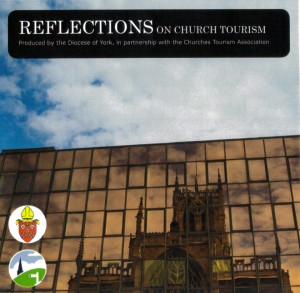 REFLECTIONS ON CHURCH TOURISM
Produced by the Diocese of York, in partnership with the Churches Tourism Association